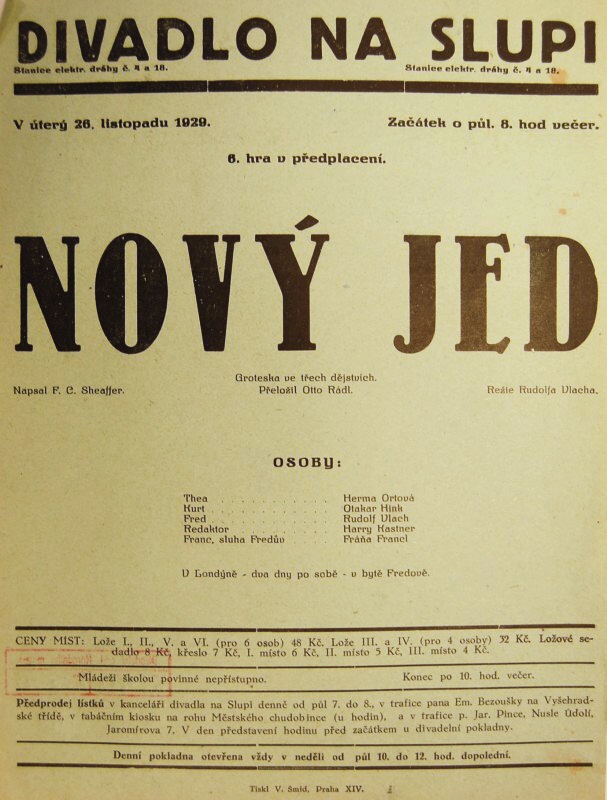 DIVADLO NA SLUPI
Stanice elektr. dráhy č. 4 a 18. Stanice elektr. dráhy č. 4 a 18.
V úterý 26. listopadu 1929. Začátek o půl. 8. hod večer.
6. hra v předplacení.
NOVÝ JED
Groteska ve třech dějstvích.
Napsal F. C. Sheaffer. Přeložil Otto Rádl. Režie Rudolfa Vlacha.
OSOBY:
Thea . . . . . . . . . . . Herma Ortová
Kurt . . . . . . . . . . . Otakar Hink
Fred . . . . . . . . . . . Rudolf Vlach
Redaktor . . . . . . . . Harry Kastner
Franc, sluha Fredův . . . . Fráňa Francl
V Londýně - dva dny po sobě - v bytě Fredově.
CENY MÍST: Lože I., II., V. a VI. (pro 6 osob) 48 Kč. Lože III. a IV. (pro 4 osoby) 32 Kč. Ložové se-
dadlo 8 Kč, křeslo 7 Kč, I. místo 6 Kč, II. místo 5 Kč, III. místo 4 Kč.
Mládeži školou povinné nepřístupno. Konec po 10. hod. večer.
Předprodej lístků v kanceláři divadla na Slupi denně od půl 7. do 8., v trafice pana Em. Bezoušky na Vyšehrad-
ské třídě, v tabáčním kiosku na rohu Městského chudobince (u hodin), a v trafice p. Jar. Pince, Nusle Údolí,
Jaromírova 7. V den představení hodinu před začátkem u divadelní pokladny.
Denní pokladna otevřena vždy v neděli od půl 10. do 12. hod. dopolední.
Tiskl V. Šmíd, Praha XIV.